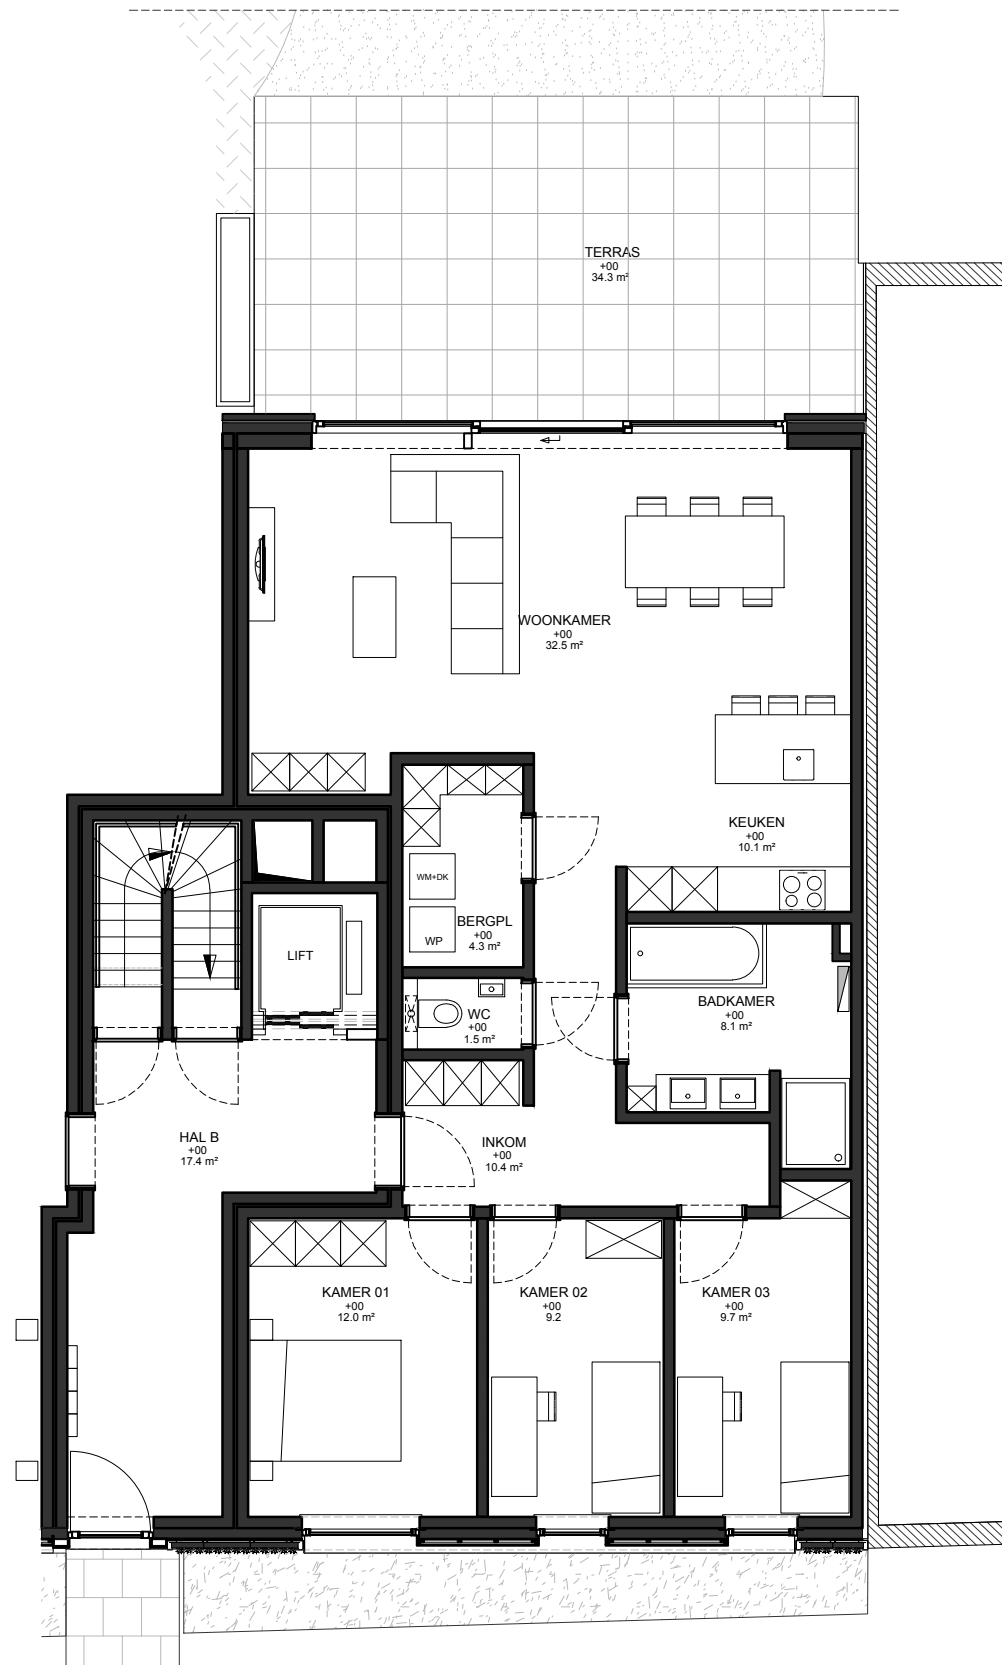 TERRAS
+00
34.3 m²
WOONKAMER
+00
32.5 m²
KEUKEN
+00
10.1 m²
WM+DK
BERGPL
+00
4.3 m²
WP
LIFT
BADKAMER
+00
8.1 m²
WC
+00
1.5 m²
HAL B
+00
17.4 m²
INKOM
+00
10.4 m²
KAMER 01
+00
12.0 m²
KAMER 02
+00
9.2
KAMER 03
+00
9.7 m²